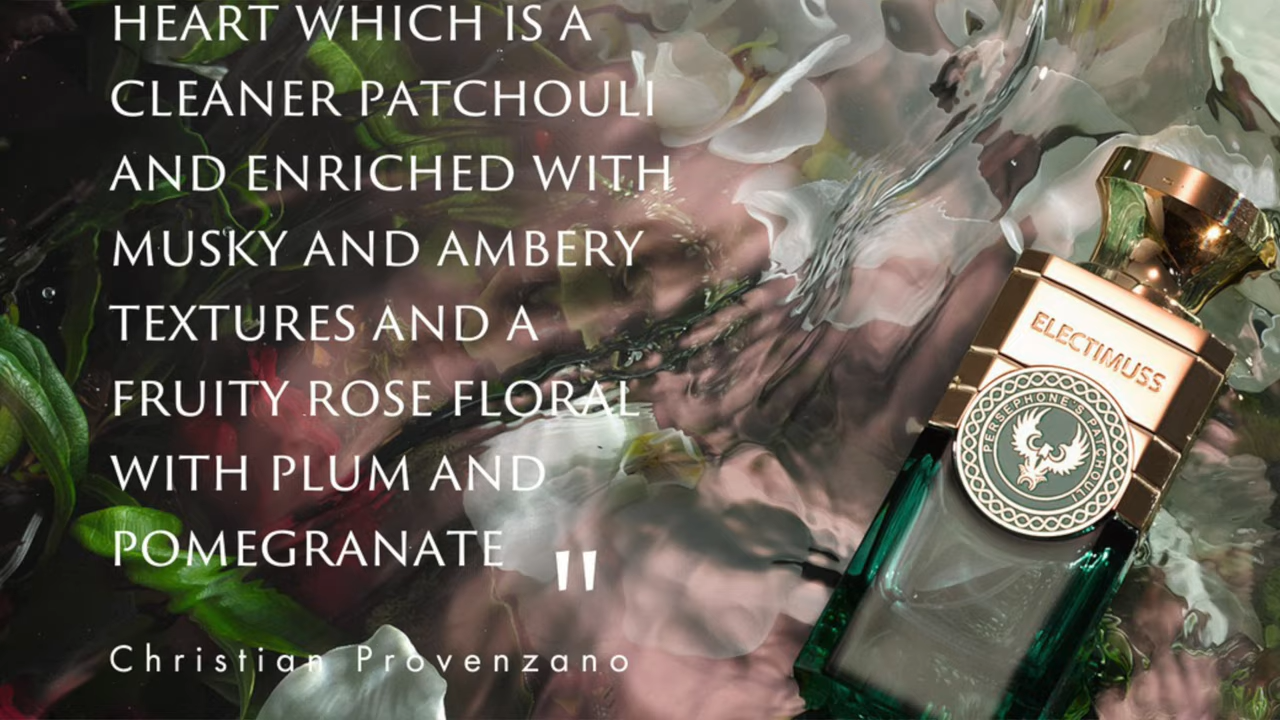 HEART WHICH IS A
CLEANER PATCHOULI
AND ENRICHED WITH
MUSKY AND AMBERY
TEXTURES AND A
FRUITY ROSE FLORAL
WITH PLUM AND
POMEGRANATE "
Christian Provenzano
ELECTIMUSS
PERSEPHONE'S PATCHOULI